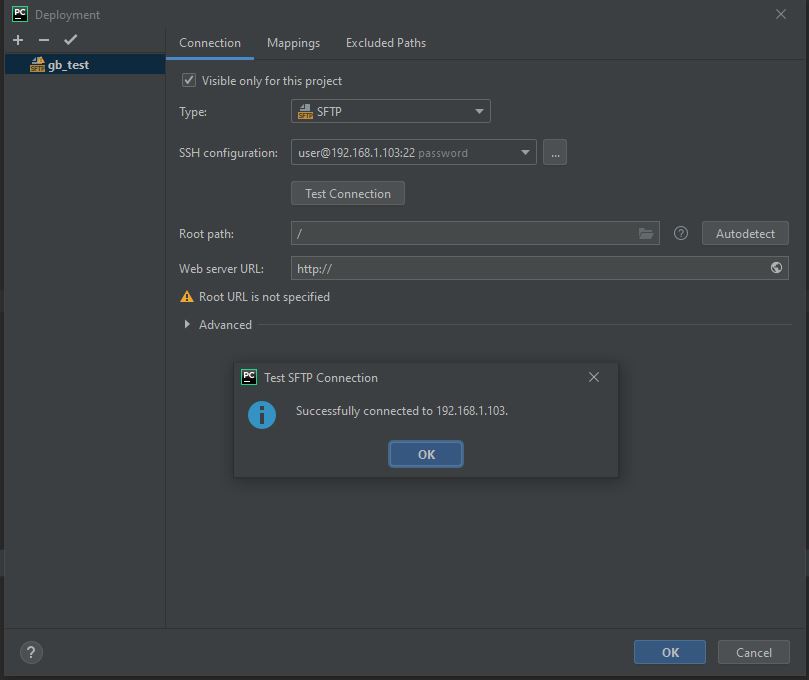 PC Deployment
Connection Mappings Excluded Paths
SFTP gb_test
Visible only for this project
Type: SFTP SFTP
SSH configuration: user@192.168.1.103:22 password ...
Test Connection
Root path: / ? Autodetect
Web server URL: http://
Root URL is not specified
Advanced
PC Test SFTP Connection
Successfully connected to 192.168.1.103.
OK
? OK Cancel